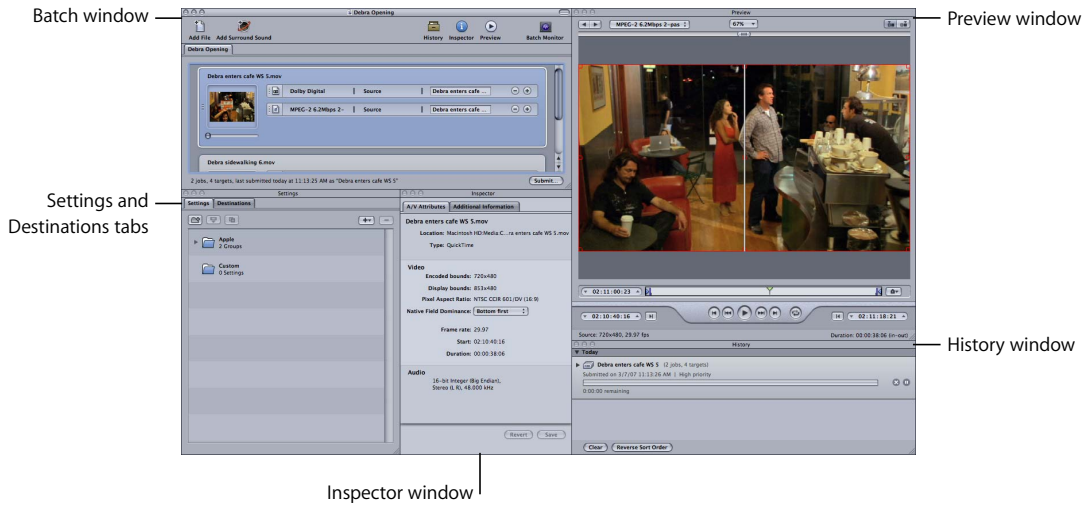 Batch window
Debra Opening
Add File Add Surround Sound
History Inspector Preview
Batch Monitor
Debra Opening
Debra enters cafe WS 5.mov
Dolby Digital Source Debra enters cafe ...
MPEG-2 6.2Mbps 2- Source Debra enters cafe ...
Debra sidewalking 6.mov
2 jobs, 4 targets, last submitted today at 11:13:25 AM as "Debra enters cafe WS 5"
Submit...
Preview
MPEG-2 6.2Mbps 2-pas
67%
Preview window
02:11:00:23
02:10:40:16
02:11:18:21
Source: 720x480, 29.97 fps
Duration: 00:00:38:06 (in-out)
Settings and
Destinations tabs
Settings
Settings Destinations
Apple
2 Groups
Custom
0 Settings
Inspector
A/V Attributes Additional Information
Debra enters cafe WS 5.mov
Location: Macintosh HD:Media:C...ra enters cafe WS 5.mov
Type: QuickTime
Video
Encoded bounds: 720x480
Display bounds: 853x480
Pixel Aspect Ratio: NTSC CCIR 601/DV (16:9)
Native Field Dominance: Bottom first
Frame rate: 29.97
Start: 02:10:40:16
Duration: 00:00:38:06
Audio
16-bit Integer (Big Endian),
Stereo (L R), 48.000 kHz
Revert Save
History
History window
Today
Debra enters cafe WS 5 (2 jobs, 4 targets)
Submitted on 3/7/07 11:13:26 AM | High priority
0:00:00 remaining
Clear Reverse Sort Order
Inspector window